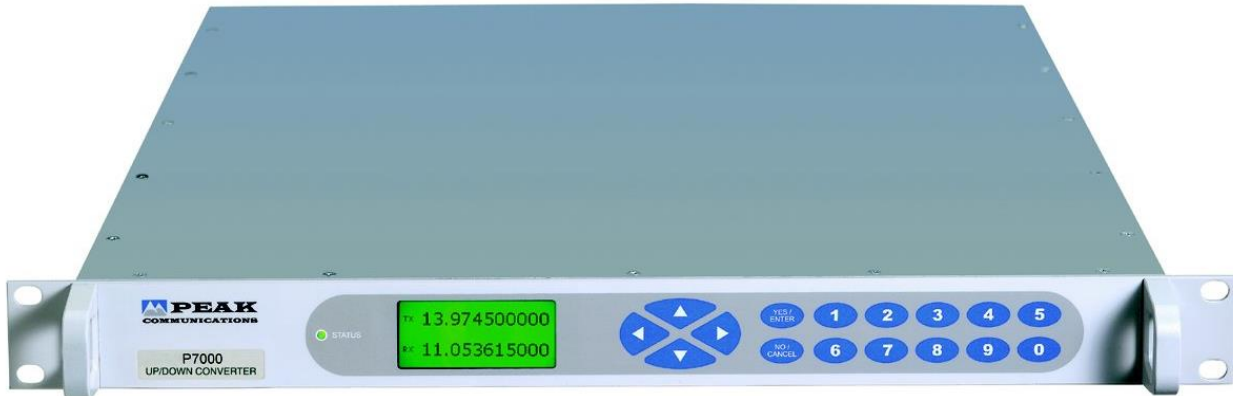 PEAK
COMMUNICATIONS
P7000
UP/DOWN CONVERTER
STATUS
TX 13.974500000
RX 11.053615000
YES / ENTER
1 2 3 4 5
NO / CANCEL
6 7 8 9 0